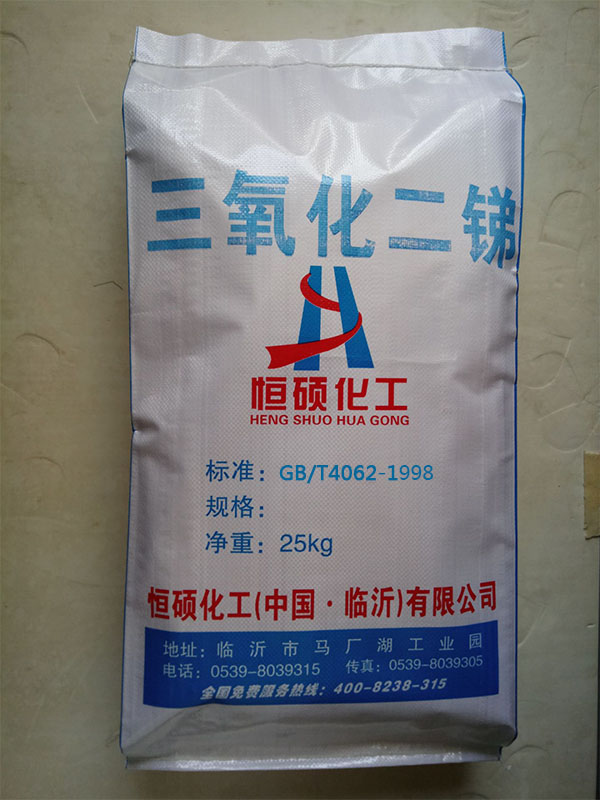 三氧化二锑
恒硕化工
HENG SHUO HUA GONG
标准：GB/T4062-1998
规格：
净重：25kg
恒硕化工(中国·临沂)有限公司
地址：临沂市马厂湖工业园
电话：0539-8039315 传真：0539-8039305
全国免费服务热线：400-8238-315